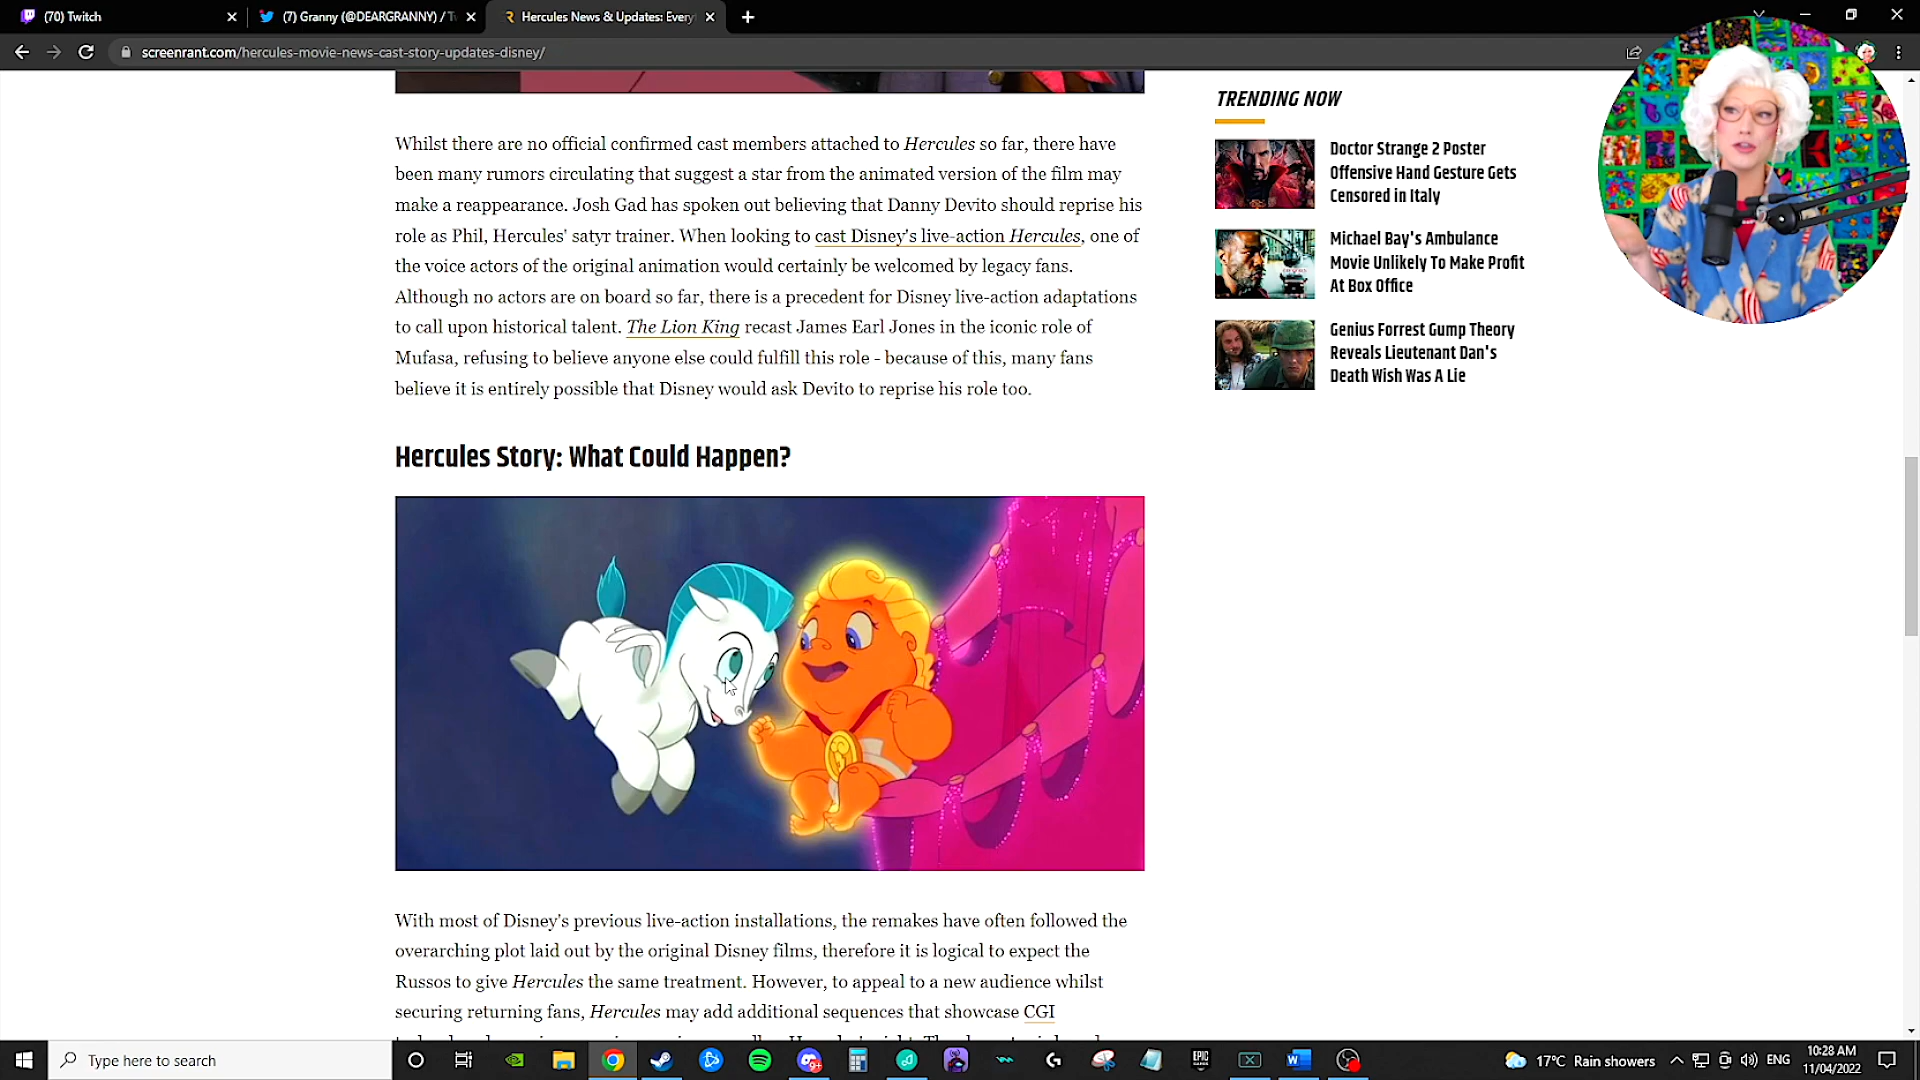 (70) Twitch
(7) Granny (@DEARGRANNY) / Tw
Hercules News & Updates: Every
screenrant.com/hercules-movie-news-cast-story-updates-disney/
Whilst there are no official confirmed cast members attached to Hercules so far, there have
been many rumors circulating that suggest a star from the animated version of the film may
make a reappearance. Josh Gad has spoken out believing that Danny Devito should reprise his
role as Phil, Hercules' satyr trainer. When looking to cast Disney's live-action Hercules, one of
the voice actors of the original animation would certainly be welcomed by legacy fans.
Although no actors are on board so far, there is a precedent for Disney live-action adaptations
to call upon historical talent. The Lion King recast James Earl Jones in the iconic role of
Mufasa, refusing to believe anyone else could fulfill this role - because of this, many fans
believe it is entirely possible that Disney would ask Devito to reprise his role too.
Hercules Story: What Could Happen?
With most of Disney's previous live-action installations, the remakes have often followed the
overarching plot laid out by the original Disney films, therefore it is logical to expect the
Russos to give Hercules the same treatment. However, to appeal to a new audience whilst
securing returning fans, Hercules may add additional sequences that showcase CGI
TRENDING NOW
Doctor Strange 2 Poster
Offensive Hand Gesture Gets
Censored in Italy
Michael Bay's Ambulance
Movie Unlikely To Make Profit
At Box Office
Genius Forrest Gump Theory
Reveals Lieutenant Dan's
Death Wish Was A Lie
Type here to search
9+
EPIC
17°C Rain showers
ENG
10:28 AM
11/04/2022